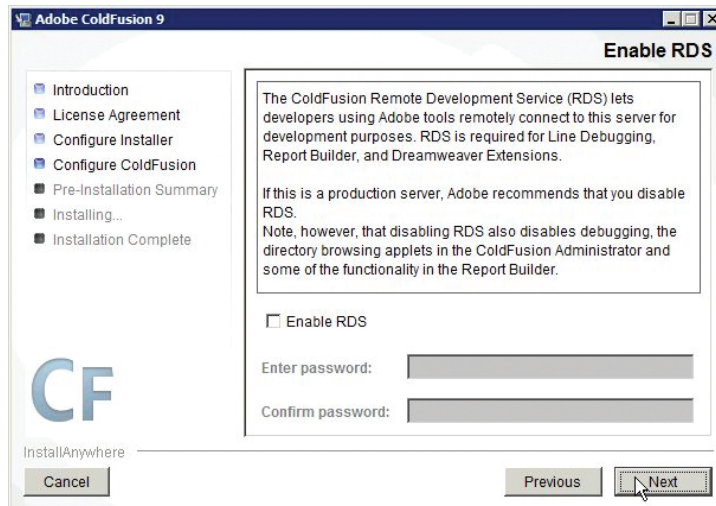 Adobe ColdFusion 9
Enable RDS
Introduction
License Agreement
Configure Installer
Configure ColdFusion
Pre-Installation Summary
Installing...
Installation Complete
The ColdFusion Remote Development Service (RDS) lets
developers using Adobe tools remotely connect to this server for
development purposes. RDS is required for Line Debugging,
Report Builder, and Dreamweaver Extensions.
If this is a production server, Adobe recommends that you disable
RDS.
Note, however, that disabling RDS also disables debugging, the
directory browsing applets in the ColdFusion Administrator and
some of the functionality in the Report Builder.
Enable RDS
Enter password:
Confirm password:
CF
InstallAnywhere
Cancel
Previous
Next